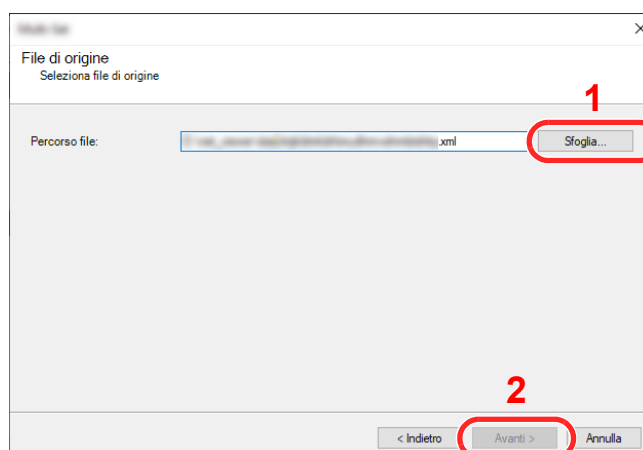 File di origine
Seleziona file di origine
1
Percorso file: .xml Sfoglia...
2
< Indietro Avanti > Annulla